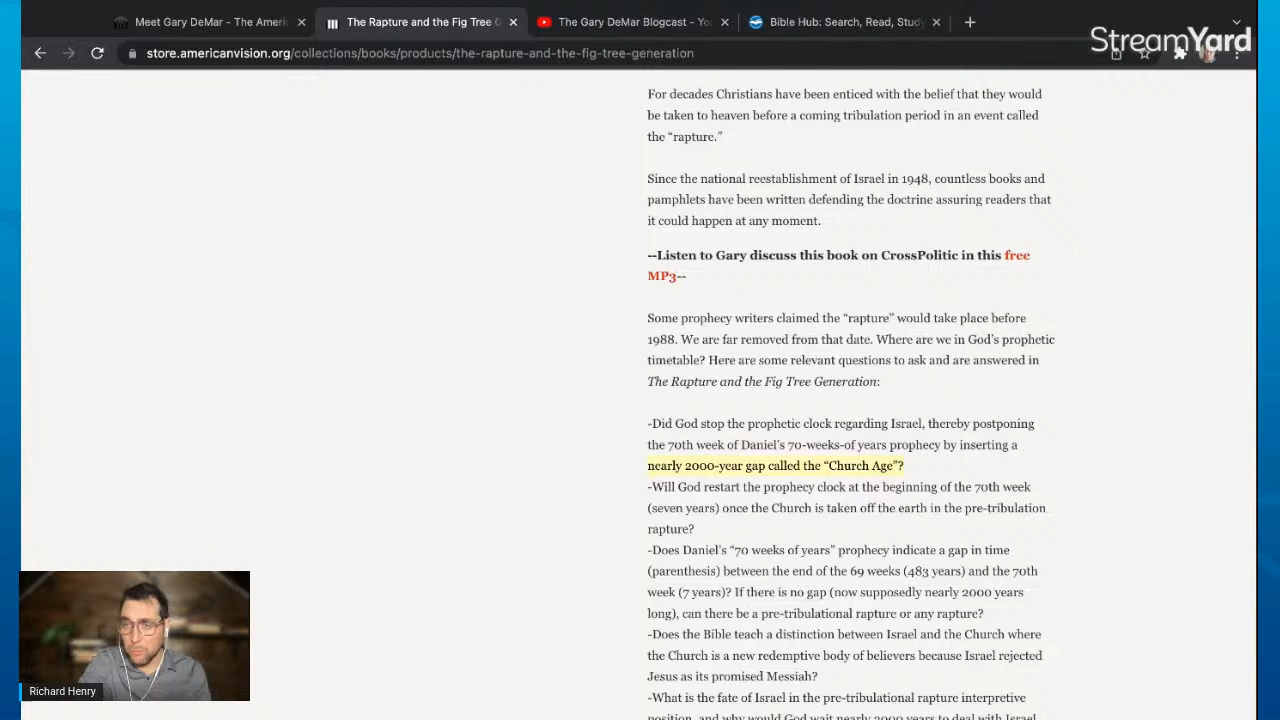 Meet Gary DeMar - The Ameri
The Rapture and the Fig Tree G
The Gary DeMar Blogcast - Yo
Bible Hub: Search, Read, Study
StreamYard
store.americanvision.org/collections/books/products/the-rapture-and-the-fig-tree-generation
For decades Christians have been enticed with the belief that they would
be taken to heaven before a coming tribulation period in an event called
the “rapture.”
Since the national reestablishment of Israel in 1948, countless books and
pamphlets have been written defending the doctrine assuring readers that
it could happen at any moment.
--Listen to Gary discuss this book on CrossPolitic in this free
MP3--
Some prophecy writers claimed the “rapture” would take place before
1988. We are far removed from that date. Where are we in God’s prophetic
timetable? Here are some relevant questions to ask and are answered in
The Rapture and the Fig Tree Generation:
-Did God stop the prophetic clock regarding Israel, thereby postponing
the 70th week of Daniel’s 70-weeks-of years prophecy by inserting a
nearly 2000-year gap called the “Church Age”?
-Will God restart the prophecy clock at the beginning of the 70th week
(seven years) once the Church is taken off the earth in the pre-tribulation
rapture?
-Does Daniel’s “70 weeks of years” prophecy indicate a gap in time
(parenthesis) between the end of the 69 weeks (483 years) and the 70th
week (7 years)? If there is no gap (now supposedly nearly 2000 years
long), can there be a pre-tribulational rapture or any rapture?
-Does the Bible teach a distinction between Israel and the Church where
the Church is a new redemptive body of believers because Israel rejected
Jesus as its promised Messiah?
-What is the fate of Israel in the pre-tribulational rapture interpretive
position, and why would God wait nearly 2000 years to deal with Israel
Richard Henry